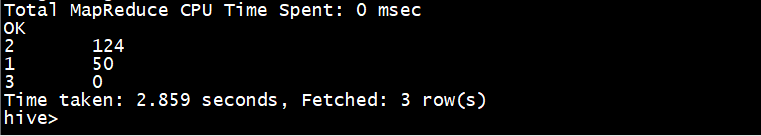 Total MapReduce CPU Time Spent: 0 msec
OK
2       124
1       50
3       0
Time taken: 2.859 seconds, Fetched: 3 row(s)
hive>